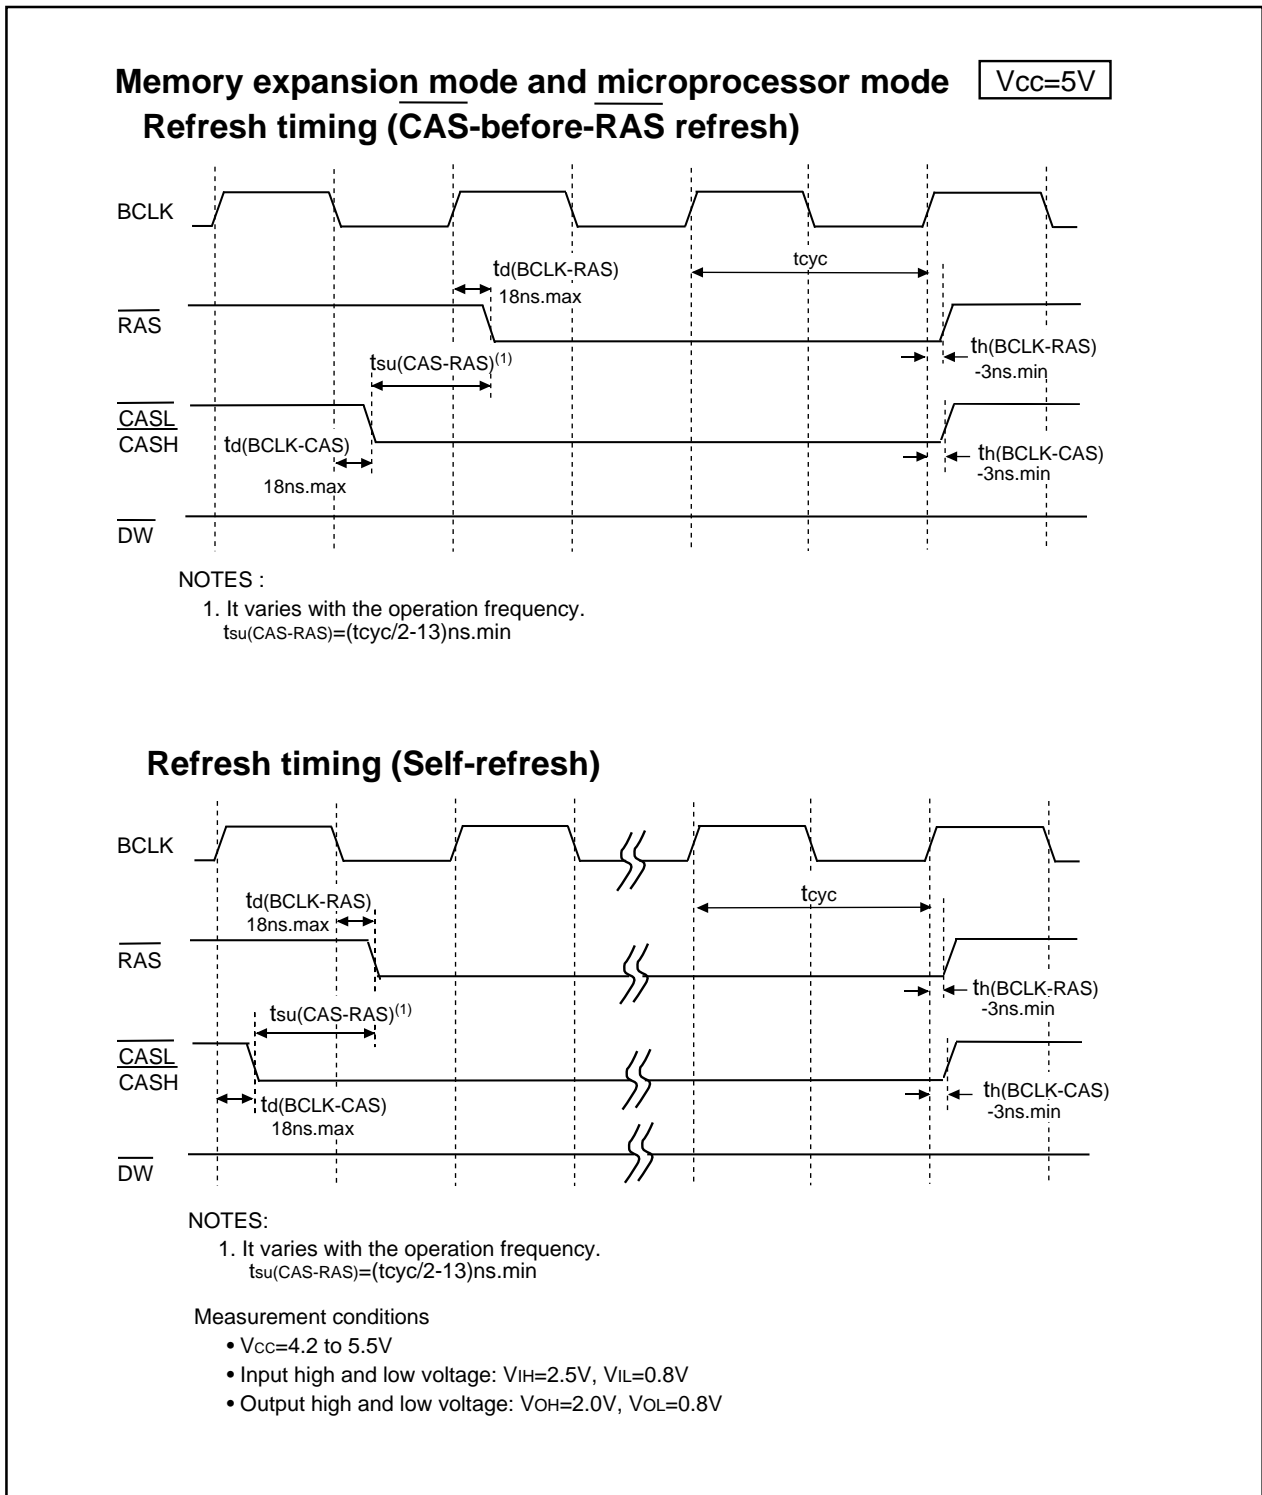 Memory expansion mode and microprocessor mode
Vcc=5V
Refresh timing (CAS-before-RAS refresh)
BCLK
td(BCLK-RAS)
18ns.max
tcyc
RAS
th(BCLK-RAS)
-3ns.min
tsu(CAS-RAS)(1)
CASL
CASH
td(BCLK-CAS)
18ns.max
th(BCLK-CAS)
-3ns.min
DW
NOTES :
1. It varies with the operation frequency.
tsu(CAS-RAS)=(tcyc/2-13)ns.min
Refresh timing (Self-refresh)
BCLK
td(BCLK-RAS)
18ns.max
tcyc
RAS
th(BCLK-RAS)
-3ns.min
tsu(CAS-RAS)(1)
CASL
CASH
td(BCLK-CAS)
18ns.max
th(BCLK-CAS)
-3ns.min
DW
NOTES:
1. It varies with the operation frequency.
tsu(CAS-RAS)=(tcyc/2-13)ns.min
Measurement conditions
• VCC=4.2 to 5.5V
• Input high and low voltage: VIH=2.5V, VIL=0.8V
• Output high and low voltage: VOH=2.0V, VOL=0.8V